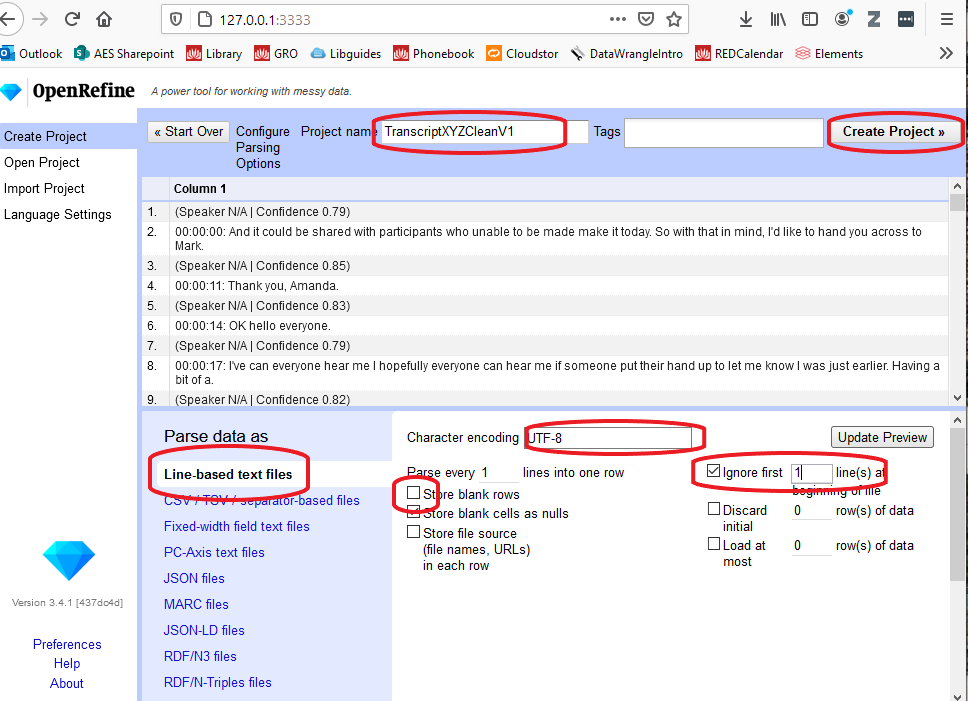 127.0.0.1:3333
Outlook AES Sharepoint Library GRO Libguides Phonebook Cloudstor DataWrangleIntro REDCalendar Elements
OpenRefine A power tool for working with messy data.
Create Project
Open Project
Import Project
Language Settings
« Start Over Configure Parsing Options Project name TranscriptXYZCleanV1 Tags Create Project »
Column 1
1. (Speaker N/A | Confidence 0.79)
2. 00:00:00: And it could be shared with participants who unable to be made make it today. So with that in mind, I'd like to hand you across to
Mark.
3. (Speaker N/A | Confidence 0.85)
4. 00:00:11: Thank you, Amanda.
5. (Speaker N/A | Confidence 0.83)
6. 00:00:14: OK hello everyone.
7. (Speaker N/A | Confidence 0.79)
8. 00:00:17: I've can everyone hear me I hopefully everyone can hear me if someone put their hand up to let me know I was just earlier. Having a
bit of a.
9. (Speaker N/A | Confidence 0.82)
Parse data as
Line-based text files
CSV / TSV / separator-based files
Fixed-width field text files
PC-Axis text files
JSON files
MARC files
JSON-LD files
RDF/N3 files
RDF/N-Triples files
Character encoding UTF-8 Update Preview
Parse every 1 lines into one row
Store blank rows
Store blank cells as nulls
Store file source
(file names, URLs)
in each row
Ignore first 1 line(s) at
beginning of file
Discard initial 0 row(s) of data
Load at most 0 row(s) of data
Version 3.4.1 [437dc4d]
Preferences
Help
About